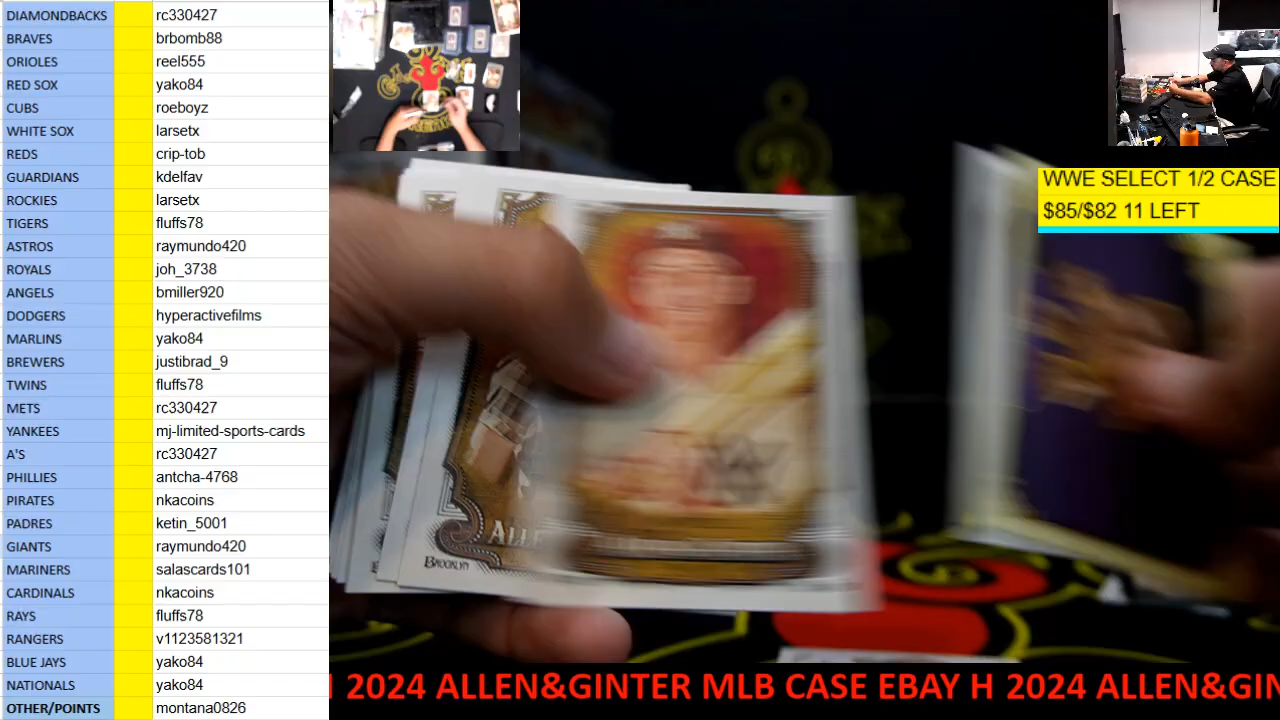 DIAMONDBACKS rc330427
BRAVES brbomb88
ORIOLES reel555
RED SOX yako84
CUBS roeboyz
WHITE SOX larsetx
REDS crip-tob
GUARDIANS kdelfav
ROCKIES larsetx
TIGERS fluffs78
ASTROS raymundo420
ROYALS joh_3738
ANGELS bmiller920
DODGERS hyperactivefilms
MARLINS yako84
BREWERS justibrad_9
TWINS fluffs78
METS rc330427
YANKEES mj-limited-sports-cards
A'S rc330427
PHILLIES antcha-4768
PIRATES nkacoins
PADRES ketin_5001
GIANTS raymundo420
MARINERS salascards101
CARDINALS nkacoins
RAYS fluffs78
RANGERS v1123581321
BLUE JAYS yako84
NATIONALS yako84
OTHER/POINTS montana0826
WWE SELECT 1/2 CASE
$85/$82 11 LEFT
ALLE
BROOKLYN
2024 ALLEN&GINTER MLB CASE EBAY H 2024 ALLEN&GIN